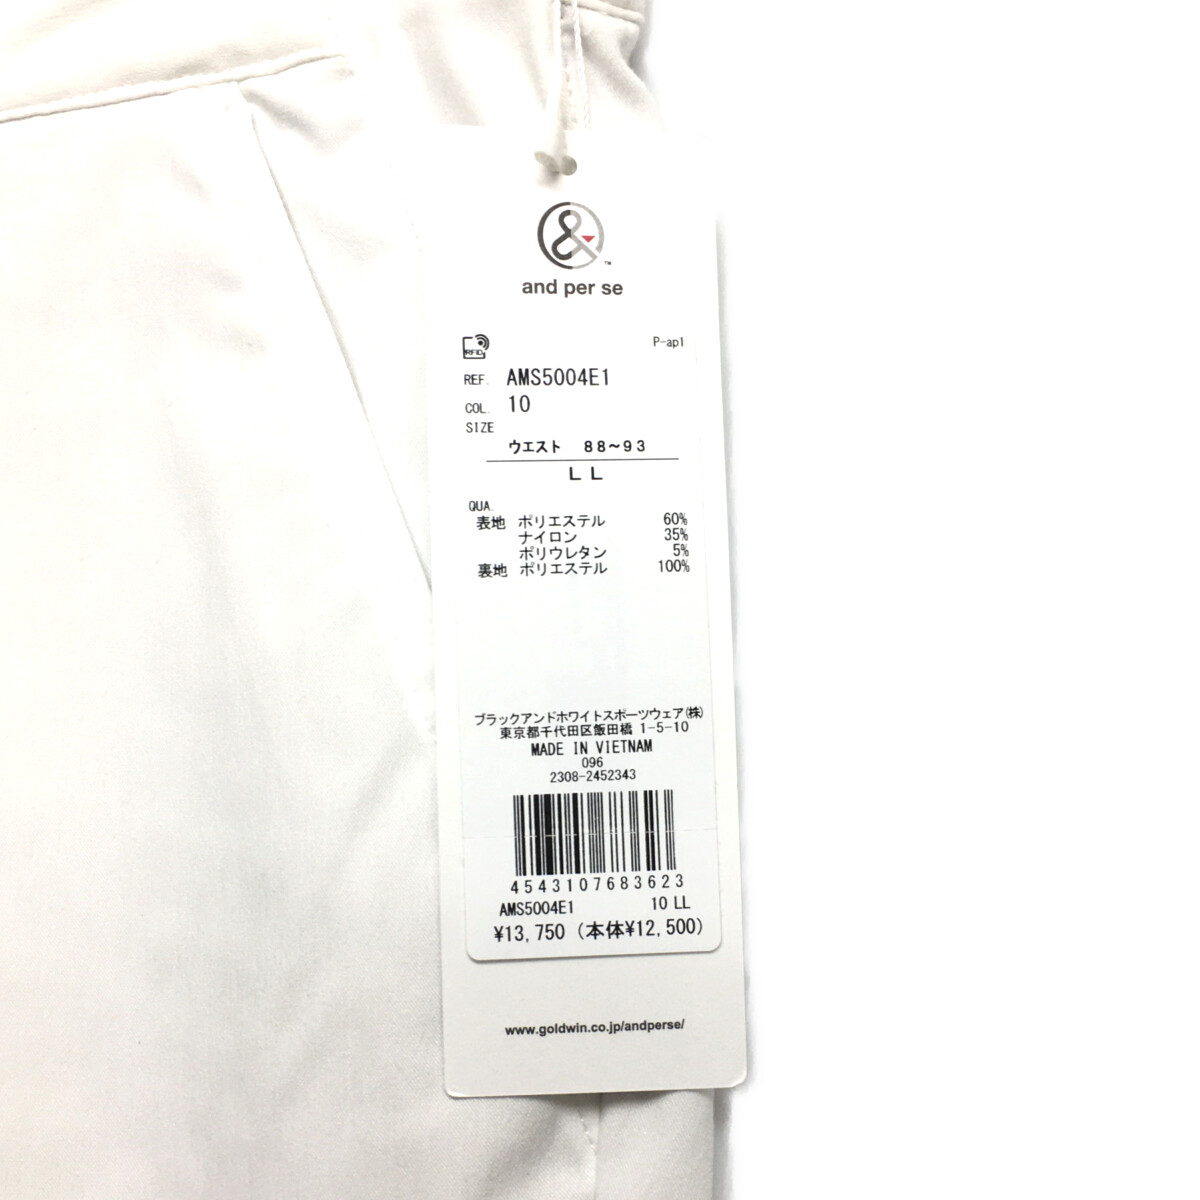 &™
and per se
RFID
P-ap1
REF. AMS5004E1
COL. 10
SIZE
ウエスト 88〜93
LL
QUA.
表地 ポリエステル 60%
ナイロン 35%
ポリウレタン 5%
裏地 ポリエステル 100%
ブラックアンドホワイトスポーツウェア(株)
東京都千代田区飯田橋 1-5-10
MADE IN VIETNAM
096
2308-2452343
4543107683623
AMS5004E1 10 LL
¥13,750 (本体¥12,500)
www.goldwin.co.jp/andperse/